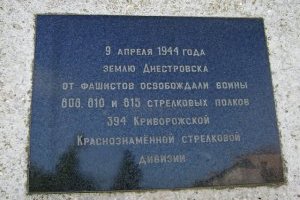 9 апреля 1944 года
землю Днестровска
от фашистов освобождали воины
808, 810 и 815 стрелковых полков
394 Криворожской
Краснознамённой стрелковой
дивизии